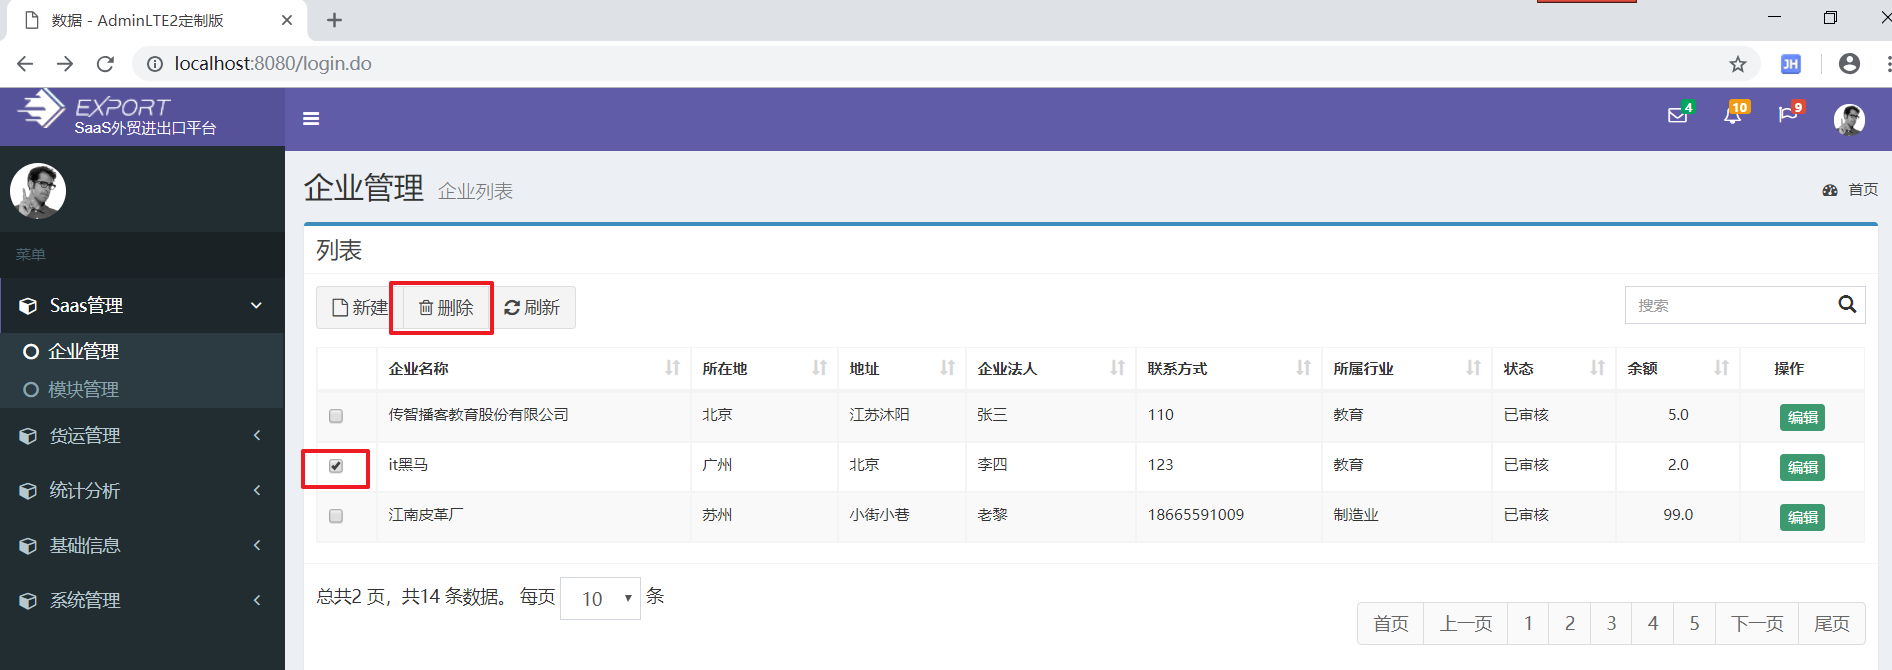 数据 - AdminLTE2定制版
localhost:8080/login.do
JH
EXPORT
SaaS外贸进出口平台
4
10
9
菜单
Saas管理
企业管理
模块管理
货运管理
统计分析
基础信息
系统管理
企业管理 企业列表
首页
列表
新建 删除 刷新
搜索
企业名称 所在地 地址 企业法人 联系方式 所属行业 状态 余额 操作
传智播客教育股份有限公司 北京 江苏沐阳 张三 110 教育 已审核 5.0 编辑
it黑马 广州 北京 李四 123 教育 已审核 2.0 编辑
江南皮革厂 苏州 小街小巷 老黎 18665591009 制造业 已审核 99.0 编辑
总共2 页，共14 条数据。 每页 10 条
首页 上一页 1 2 3 4 5 下一页 尾页